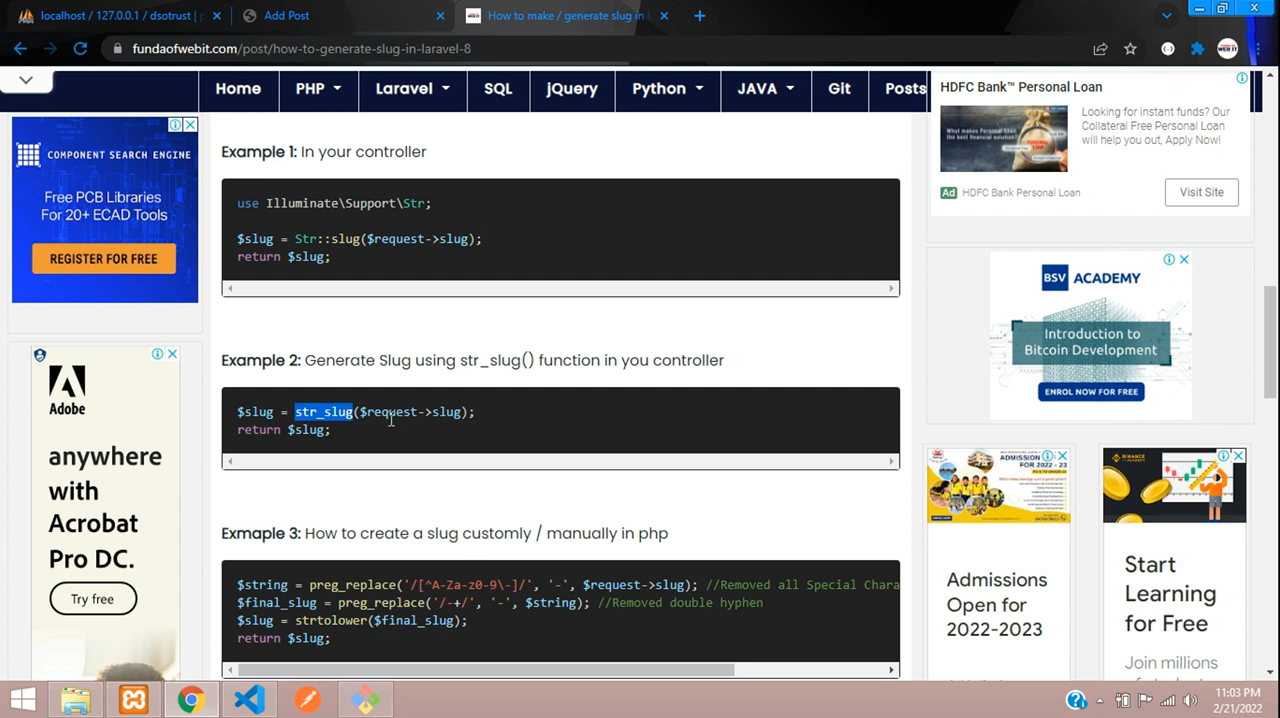 localhost / 127.0.0.1 / dsotrust | p
Add Post
How to make / generate slug in l
fundaofwebit.com/post/how-to-generate-slug-in-laravel-8
Home
PHP
Laravel
SQL
jQuery
Python
JAVA
Git
Posts
HDFC Bank™ Personal Loan
Looking for instant funds? Our
Collateral Free Personal Loan
will help you out, Apply Now!
Ad
HDFC Bank Personal Loan
Visit Site
COMPONENT SEARCH ENGINE
Free PCB Libraries
For 20+ ECAD Tools
REGISTER FOR FREE
Example 1: In your controller
use Illuminate\Support\Str;
$slug = Str::slug($request->slug);
return $slug;
BSV ACADEMY
Introduction to
Bitcoin Development
ENROL NOW FOR FREE
Example 2: Generate Slug using str_slug() function in you controller
$slug = str_slug($request->slug);
return $slug;
Adobe
anywhere
with
Acrobat
Pro DC.
Try free
ADMISSION
FOR 2022 - 23
Admissions
Open for
2022-2023
BINANCE
Start
Learning
for Free
Join millions
Exmaple 3: How to create a slug customly / manually in php
$string = preg_replace('/[^A-Za-z0-9\-]/', '-', $request->slug); //Removed all Special Chara
$final_slug = preg_replace('/-+/', '-', $string); //Removed double hyphen
$slug = strtolower($final_slug);
return $slug;
11:03 PM
2/21/2022